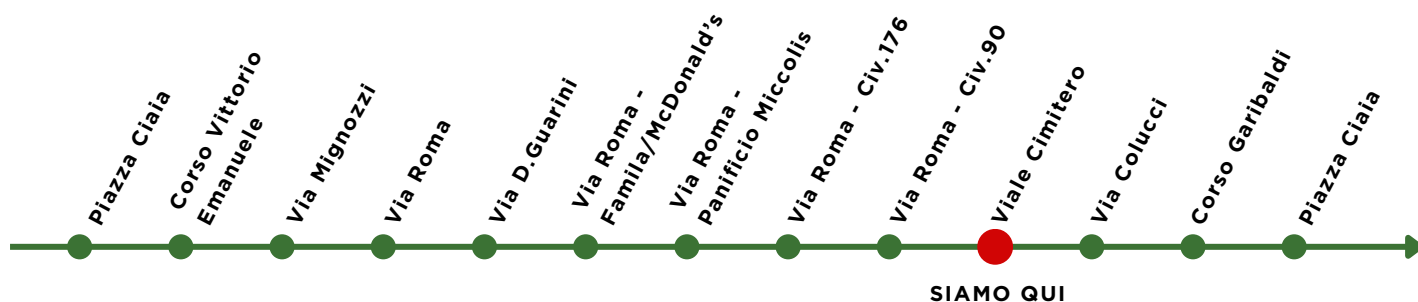 Piazza Ciaia
Corso Vittorio
Emanuele
Via Mignozzi
Via Roma
Via D.Guarini
Via Roma -
Famila/McDonald's
Via Roma -
Panificio Miccolis
Via Roma - Civ.176
Via Roma - Civ.90
Viale Cimitero
Via Colucci
Corso Garibaldi
Piazza Ciaia
SIAMO QUI